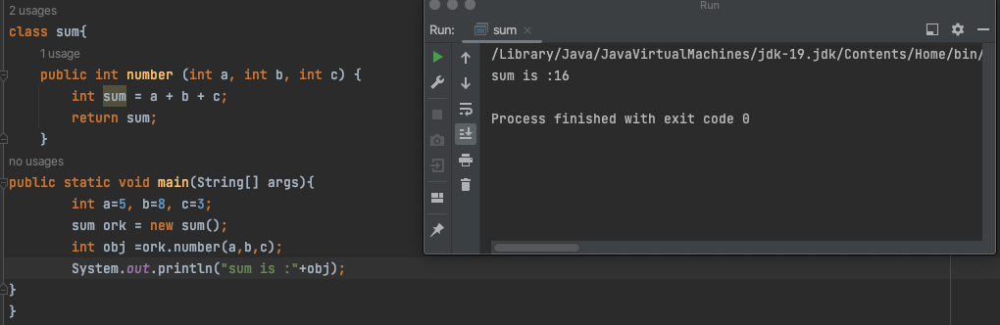 2 usages
class sum{
1 usage
public int number (int a, int b, int c) {
int sum = a + b + c;
return sum;
}
no usages
public static void main(String[] args){
int a=5, b=8, c=3;
sum ork = new sum();
int obj =ork.number(a,b,c);
System.out.println("sum is :"+obj);
}
}
Run
Run: sum
/Library/Java/JavaVirtualMachines/jdk-19.jdk/Contents/Home/bin/
sum is :16
Process finished with exit code 0